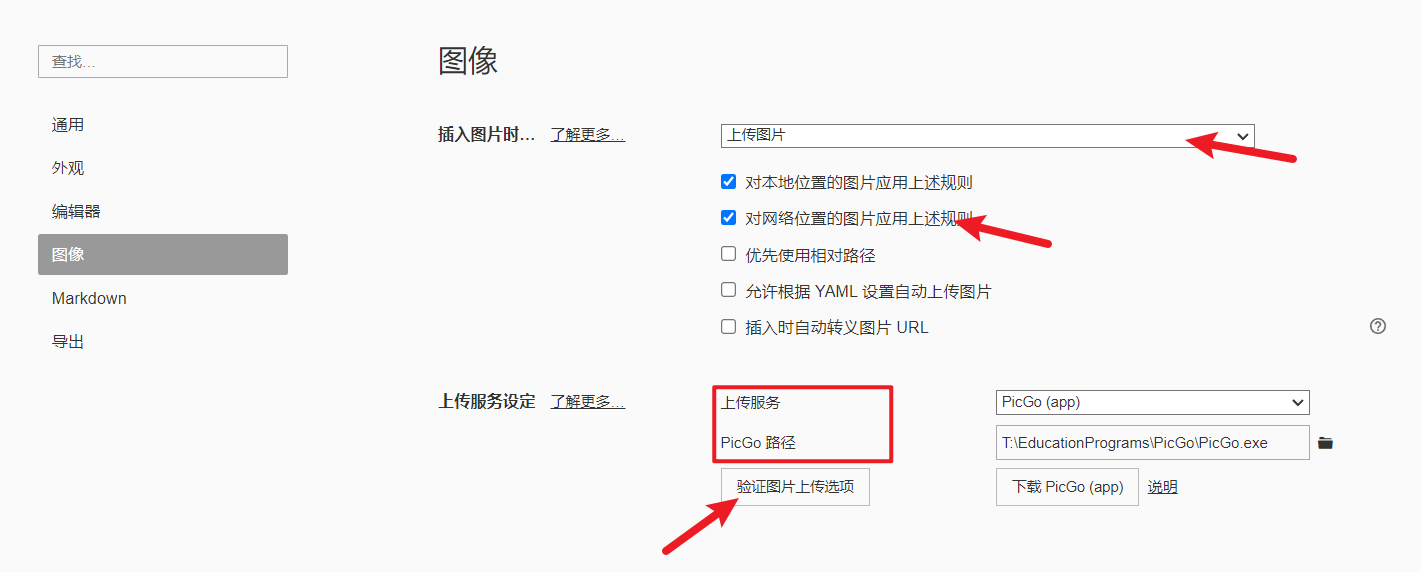 查找...
通用
外观
编辑器
图像
Markdown
导出
图像
插入图片时... 了解更多... 上传图片
对本地位置的图片应用上述规则
对网络位置的图片应用上述规则
优先使用相对路径
允许根据 YAML 设置自动上传图片
插入时自动转义图片 URL
上传服务设定 了解更多... 上传服务 PicGo (app)
PicGo 路径 T:\EducationPrograms\PicGo\PicGo.exe
验证图片上传选项 下载 PicGo (app) 说明